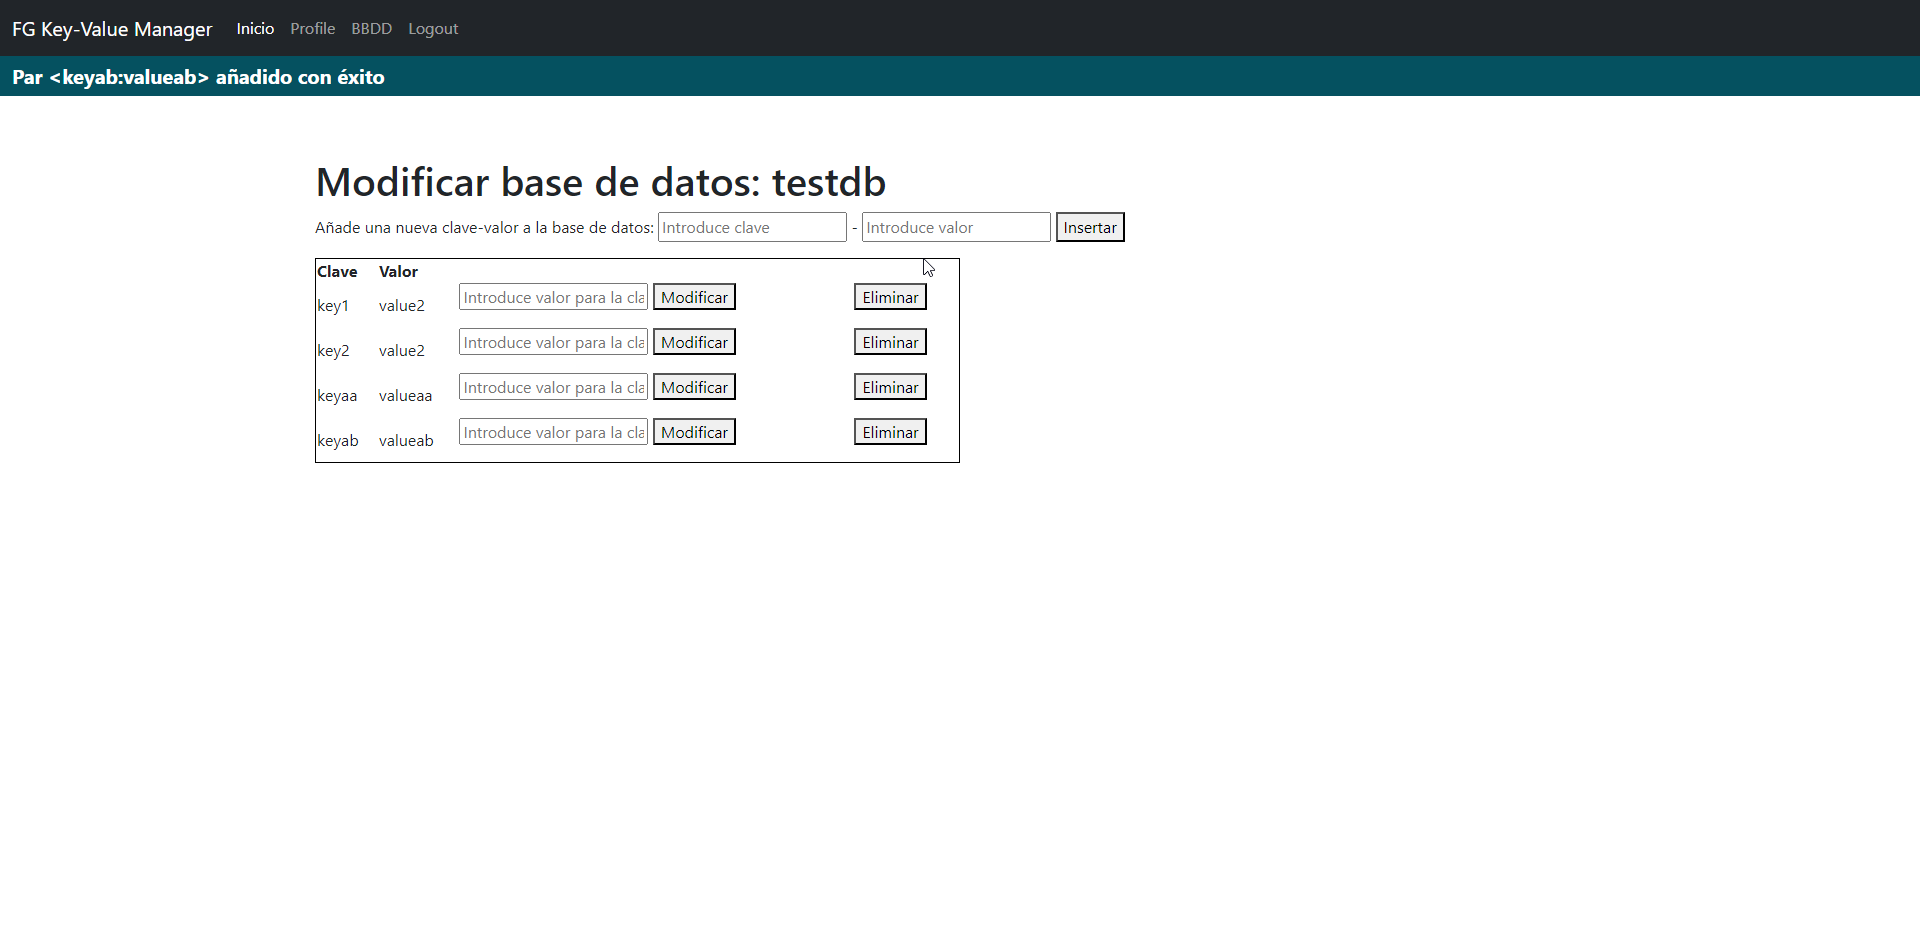 FG Key-Value Manager Inicio Profile BBDD Logout
Par <keyab:valueab> añadido con éxito
Modificar base de datos: testdb
Añade una nueva clave-valor a la base de datos: Introduce clave - Introduce valor Insertar
Clave Valor
key1 value2 Introduce valor para la cla Modificar Eliminar
key2 value2 Introduce valor para la cla Modificar Eliminar
keyaa valueaa Introduce valor para la cla Modificar Eliminar
keyab valueab Introduce valor para la cla Modificar Eliminar